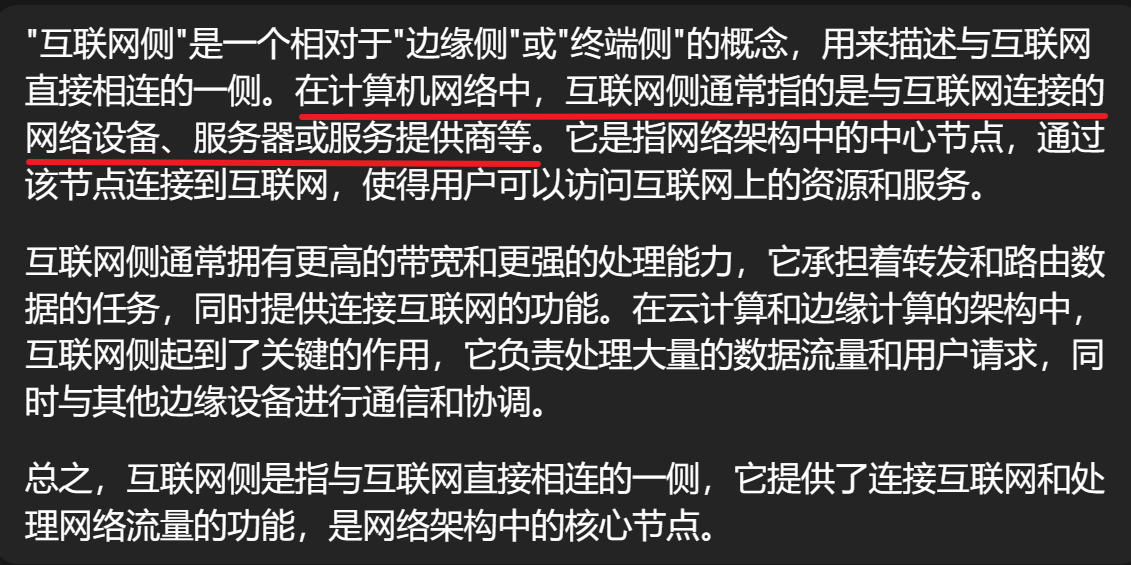 "互联网侧"是一个相对于"边缘侧"或"终端侧"的概念，用来描述与互联网
直接相连的一侧。在计算机网络中，互联网侧通常指的是与互联网连接的
网络设备、服务器或服务提供商等。它是指网络架构中的中心节点，通过
该节点连接到互联网，使得用户可以访问互联网上的资源和服务。
互联网侧通常拥有更高的带宽和更强的处理能力，它承担着转发和路由数
据的任务，同时提供连接互联网的功能。在云计算和边缘计算的架构中，
互联网侧起到了关键的作用，它负责处理大量的数据流量和用户请求，同
时与其他边缘设备进行通信和协调。
总之，互联网侧是指与互联网直接相连的一侧，它提供了连接互联网和处
理网络流量的功能，是网络架构中的核心节点。